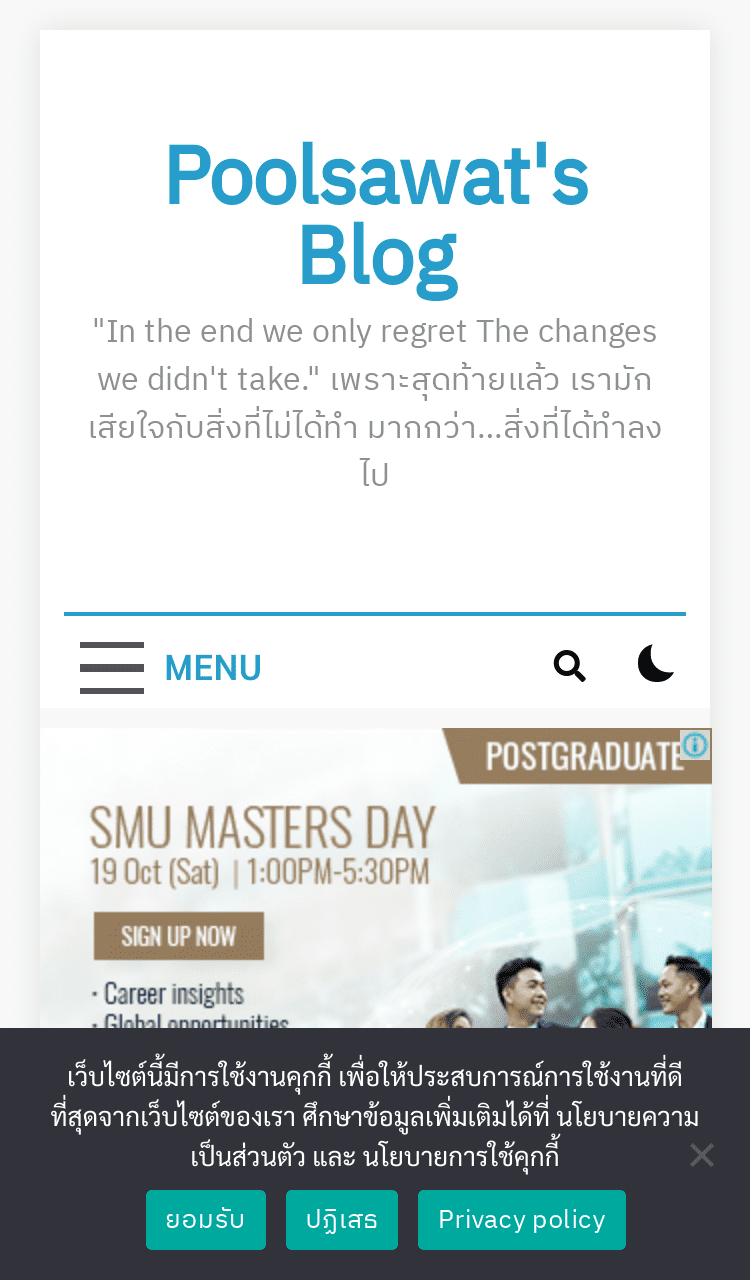 Poolsawat's
Blog
"In the end we only regret The changes
we didn't take." เพราะสุดท้ายแล้ว เรามัก
เสียใจกับสิ่งที่ไม่ได้ทำ มากกว่า...สิ่งที่ได้ทำลง
ไป
MENU
POSTGRADUATE
SMU MASTERS DAY
19 Oct (Sat) | 1:00PM-5:30PM
SIGN UP NOW
· Career insights
· Global opportunities
เว็บไซต์นี้มีการใช้งานคุกกี้ เพื่อให้ประสบการณ์การใช้งานที่ดี
ที่สุดจากเว็บไซต์ของเรา ศึกษาข้อมูลเพิ่มเติมได้ที่ นโยบายความ
เป็นส่วนตัว และ นโยบายการใช้คุกกี้
ยอมรับ ปฏิเสธ Privacy policy